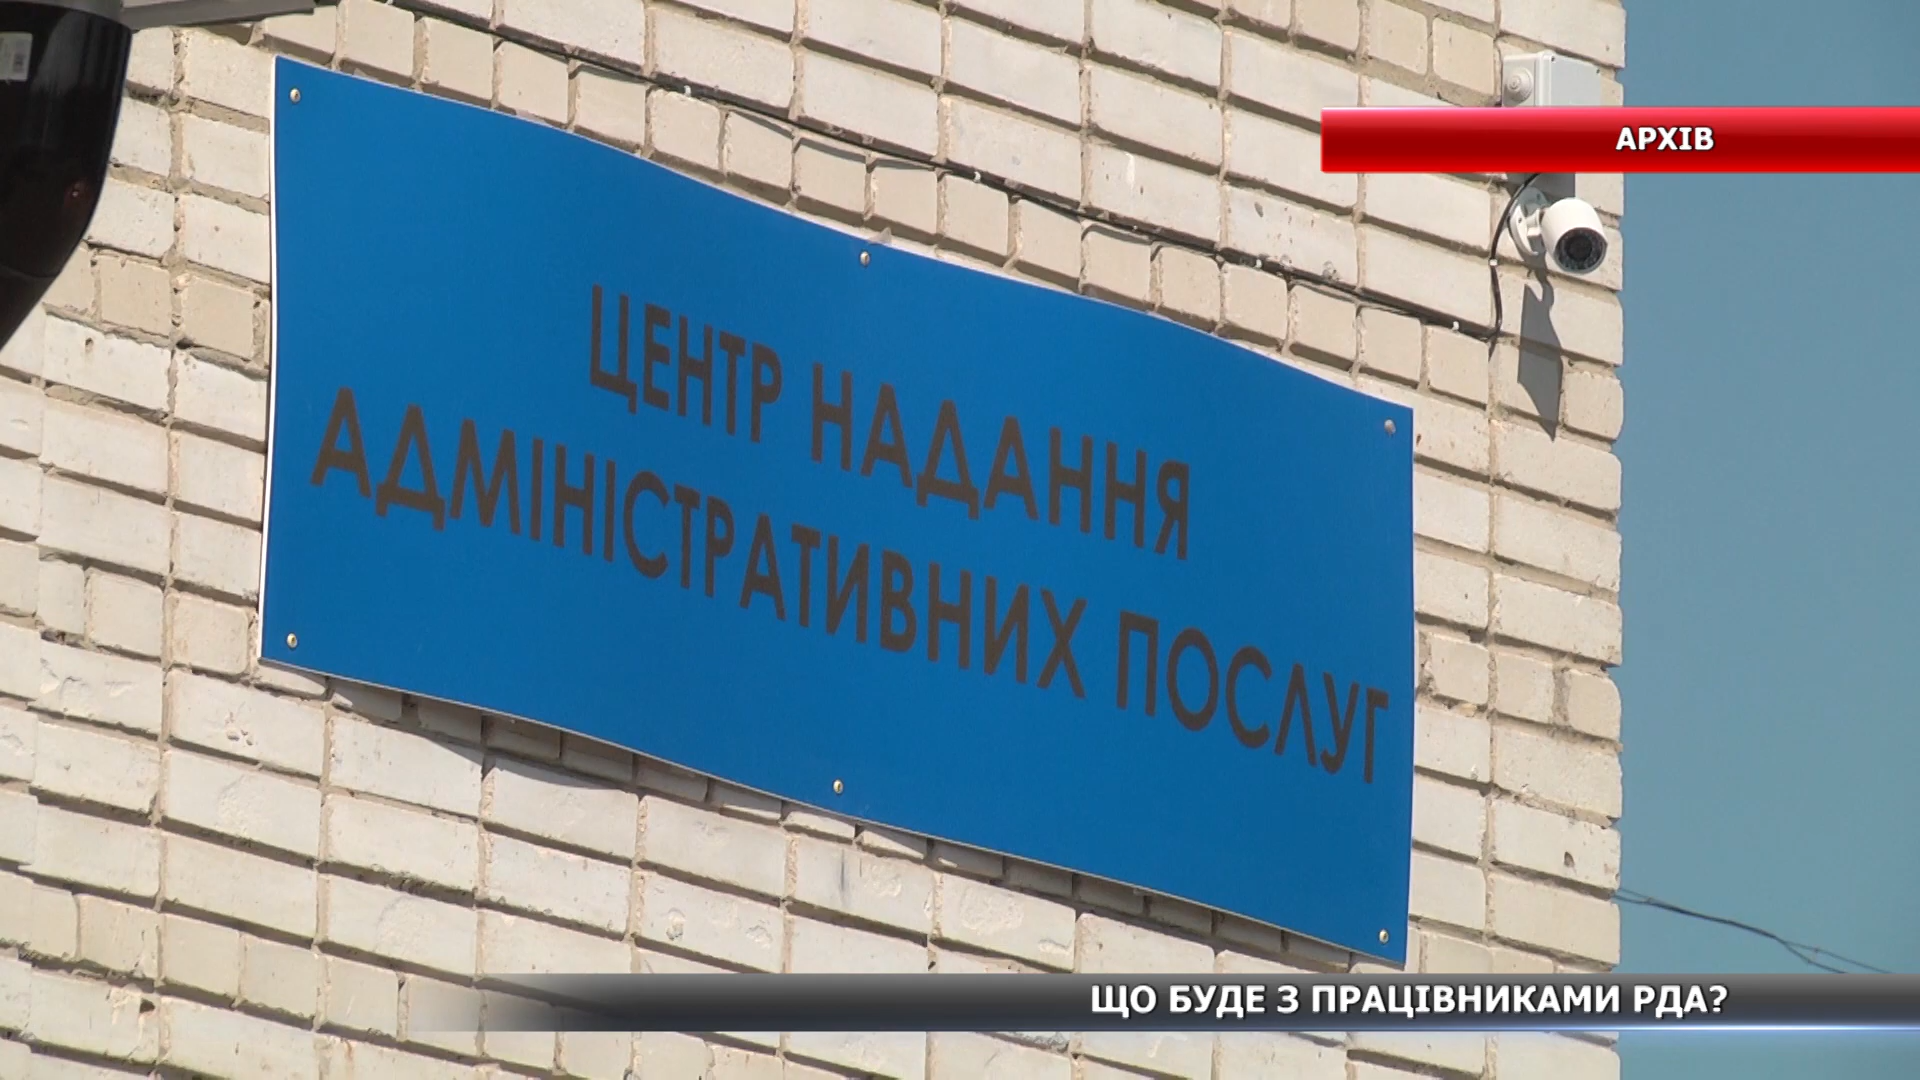 АРХІВ
ЦЕНТР НАДАННЯ
АДМІНІСТРАТИВНИХ ПОСЛУГ
ЩО БУДЕ З ПРАЦІВНИКАМИ РДА?